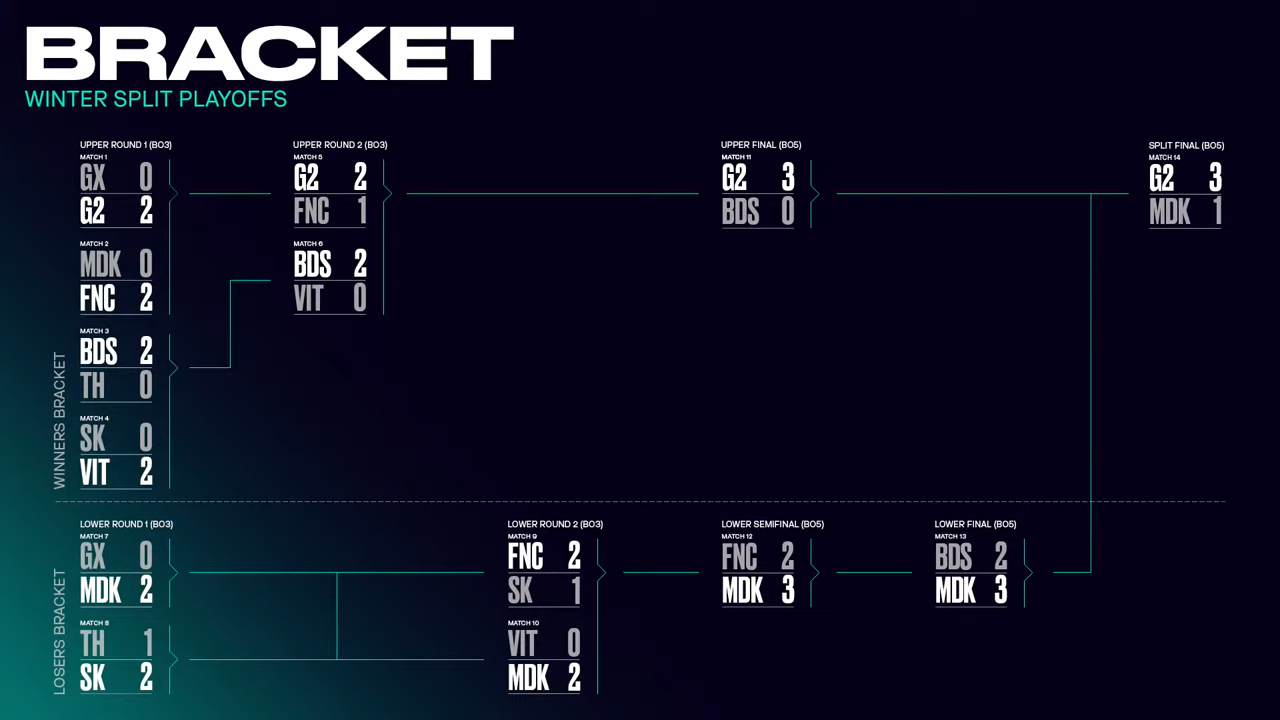 BRACKET
WINTER SPLIT PLAYOFFS
WINNERS BRACKET
UPPER ROUND 1 (BO3)
MATCH 1
GX 0
G2 2
MATCH 2
MDK 0
FNC 2
MATCH 3
BDS 2
TH 0
MATCH 4
SK 0
VIT 2
UPPER ROUND 2 (BO3)
MATCH 5
G2 2
FNC 1
MATCH 6
BDS 2
VIT 0
UPPER FINAL (BO5)
MATCH 11
G2 3
BDS 0
SPLIT FINAL (BO5)
MATCH 14
G2 3
MDK 1
LOSERS BRACKET
LOWER ROUND 1 (BO3)
MATCH 7
GX 0
MDK 2
MATCH 8
TH 1
SK 2
LOWER ROUND 2 (BO3)
MATCH 9
FNC 2
SK 1
MATCH 10
VIT 0
MDK 2
LOWER SEMIFINAL (BO5)
MATCH 12
FNC 2
MDK 3
LOWER FINAL (BO5)
MATCH 13
BDS 2
MDK 3